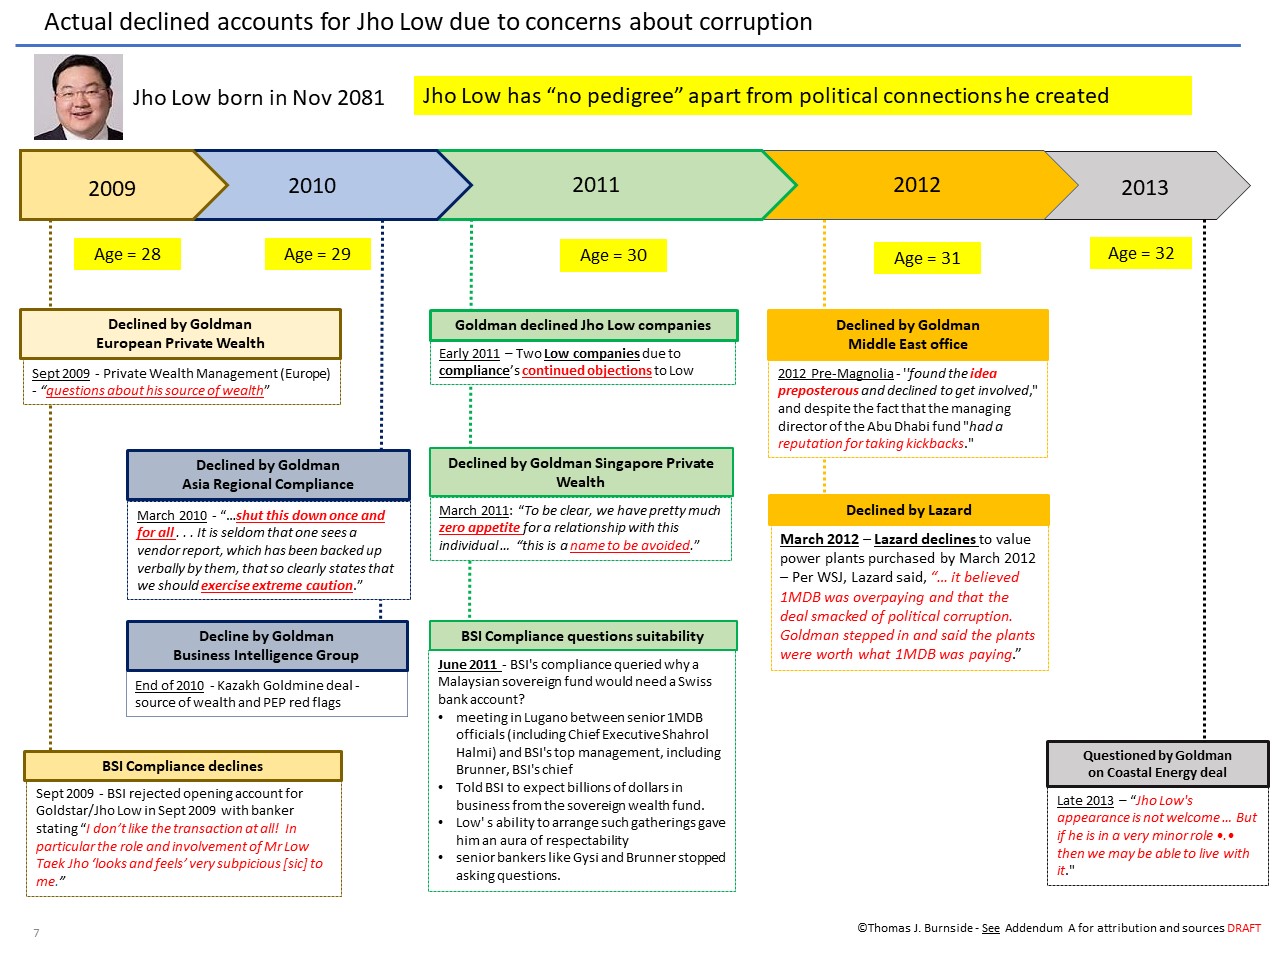 Actual declined accounts for Jho Low due to concerns about corruption
Jho Low born in Nov 2081
Jho Low has “no pedigree” apart from political connections he created
2009
2010
2011
2012
2013
Age = 28
Age = 29
Age = 30
Age = 31
Age = 32
Declined by Goldman
European Private Wealth
Sept 2009 - Private Wealth Management (Europe)
- “questions about his source of wealth”
Declined by Goldman
Asia Regional Compliance
March 2010 - “…shut this down once and
for all . . . It is seldom that one sees a
vendor report, which has been backed up
verbally by them, that so clearly states that
we should exercise extreme caution.”
Decline by Goldman
Business Intelligence Group
End of 2010 - Kazakh Goldmine deal -
source of wealth and PEP red flags
BSI Compliance declines
Sept 2009 - BSI rejected opening account for
Goldstar/Jho Low in Sept 2009 with banker
stating “I don’t like the transaction at all! In
particular the role and involvement of Mr Low
Taek Jho ‘looks and feels’ very subpicious [sic] to
me.”
Goldman declined Jho Low companies
Early 2011 – Two Low companies due to
compliance’s continued objections to Low
Declined by Goldman Singapore Private
Wealth
March 2011: “To be clear, we have pretty much
zero appetite for a relationship with this
individual … “this is a name to be avoided.”
BSI Compliance questions suitability
June 2011 - BSI's compliance queried why a
Malaysian sovereign fund would need a Swiss
bank account?
• meeting in Lugano between senior 1MDB
officials (including Chief Executive Shahrol
Halmi) and BSI's top management, including
Brunner, BSI's chief
• Told BSI to expect billions of dollars in
business from the sovereign wealth fund.
• Low' s ability to arrange such gatherings gave
him an aura of respectability
• senior bankers like Gysi and Brunner stopped
asking questions.
Declined by Goldman
Middle East office
2012 Pre-Magnolia - "found the idea
preposterous and declined to get involved,"
and despite the fact that the managing
director of the Abu Dhabi fund "had a
reputation for taking kickbacks."
Declined by Lazard
March 2012 – Lazard declines to value
power plants purchased by March 2012
– Per WSJ, Lazard said, “… it believed
1MDB was overpaying and that the
deal smacked of political corruption.
Goldman stepped in and said the plants
were worth what 1MDB was paying.”
Questioned by Goldman
on Coastal Energy deal
Late 2013 – “Jho Low's
appearance is not welcome … But
if he is in a very minor role •.•
then we may be able to live with
it."
7
©Thomas J. Burnside - See Addendum A for attribution and sources DRAFT